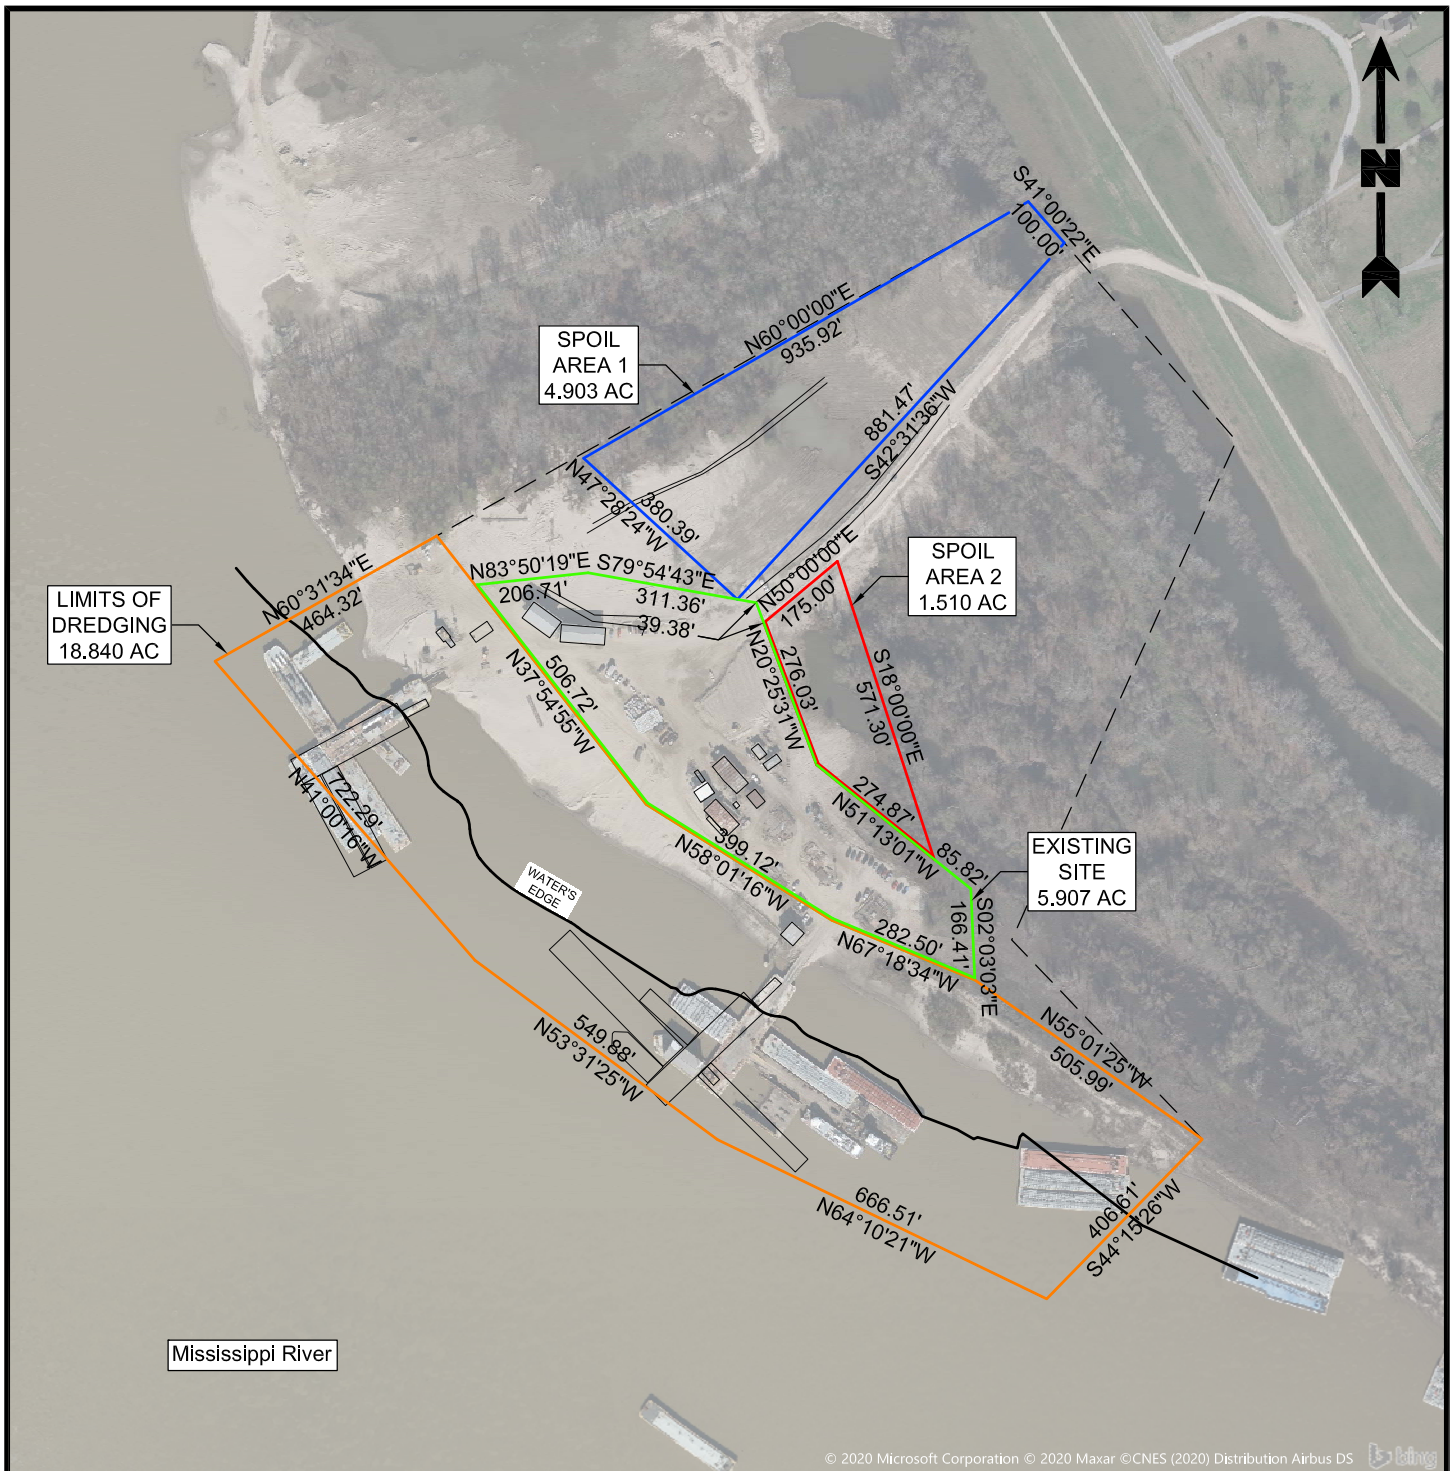 N
S41°00'22"E
100.00'
N60°00'00"E
935.92'
SPOIL
AREA 1
4.903 AC
881.47'
S42°31'36"W
N47°28'24"W
380.39'
N83°50'19"E
206.71'
S79°54'43"E
311.36'
39.38'
N50°00'00"E
175.00'
SPOIL
AREA 2
1.510 AC
N60°31'34"E
464.32'
LIMITS OF
DREDGING
18.840 AC
506.72'
N37°54'55"W
276.03'
N20°25'31"W
S18°00'00"E
571.30'
722.29'
N41°00'16"W
274.87'
N51°13'01"W
399.12'
N58°01'16"W
85.82'
EXISTING
SITE
5.907 AC
WATER'S
EDGE
282.50'
N67°18'34"W
166.41'
S02°03'03"E
549.88'
N53°31'25"W
N55°01'25"W
505.99'
666.51'
N64°10'21"W
406.61'
S44°15'26"W
Mississippi River
© 2020 Microsoft Corporation © 2020 Maxar ©CNES (2020) Distribution Airbus DS
bing